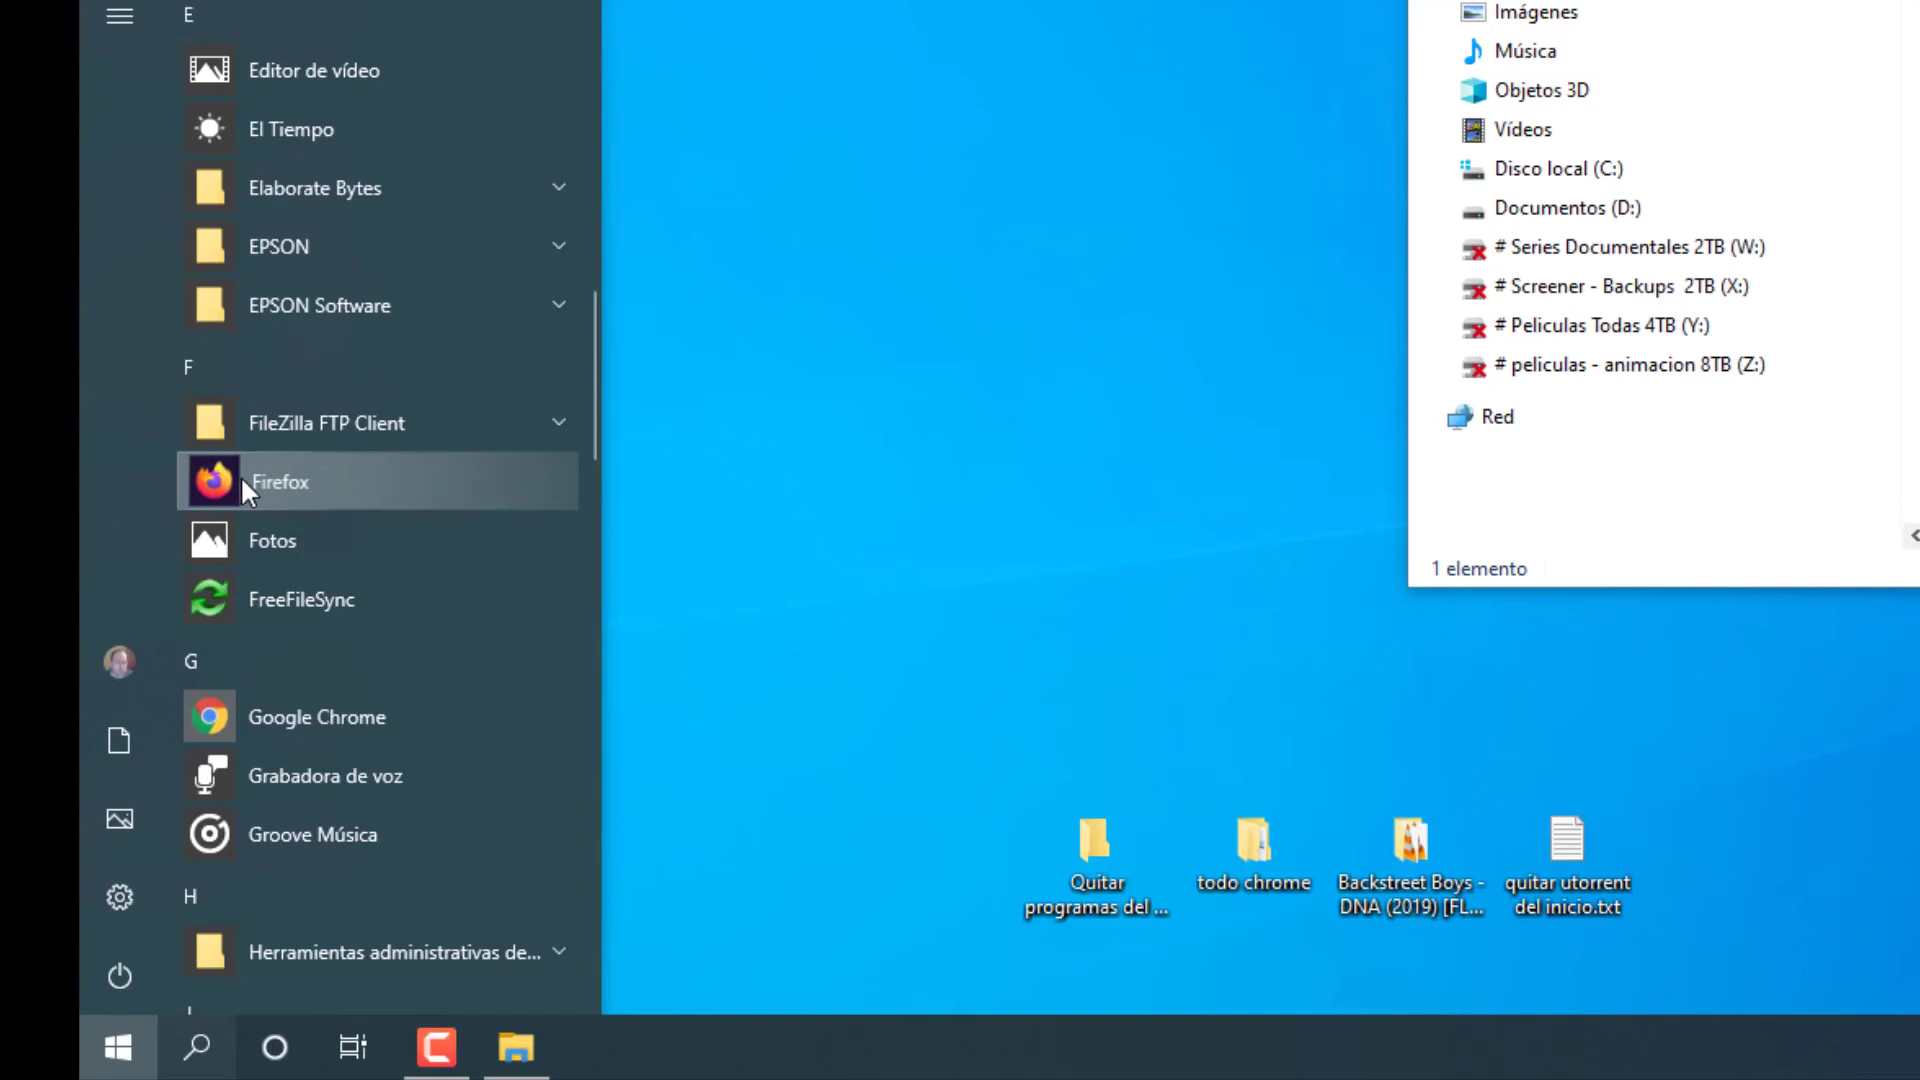 E
Editor de vídeo
El Tiempo
Elaborate Bytes
EPSON
EPSON Software
F
FileZilla FTP Client
Firefox
Fotos
FreeFileSync
G
Google Chrome
Grabadora de voz
Groove Música
H
Herramientas administrativas de...
Imágenes
Música
Objetos 3D
Vídeos
Disco local (C:)
Documentos (D:)
# Series Documentales 2TB (W:)
# Screener - Backups  2TB (X:)
# Peliculas Todas 4TB (Y:)
# peliculas - animacion 8TB (Z:)
Red
1 elemento
Quitar
programas del ...
todo chrome
Backstreet Boys -
DNA (2019) [FL...
quitar utorrent
del inicio.txt